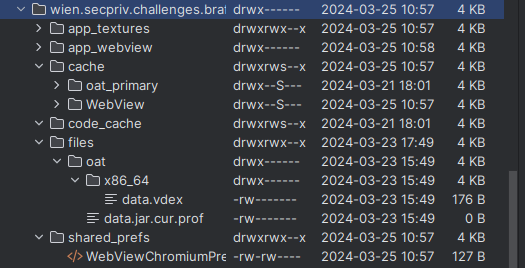 wien.secpriv.challenges.braf drwx------ 2024-03-25 10:57 4 KB
app_textures drwxrwx--x 2024-03-25 10:57 4 KB
app_webview drwx------ 2024-03-25 10:58 4 KB
cache drwxrws--x 2024-03-25 10:57 4 KB
oat_primary drwx--S--- 2024-03-21 18:01 4 KB
WebView drwx--S--- 2024-03-25 10:57 4 KB
code_cache drwxrws--x 2024-03-21 18:01 4 KB
files drwxrwx--x 2024-03-23 17:49 4 KB
oat drwx------ 2024-03-23 15:49 4 KB
x86_64 drwx------ 2024-03-23 15:49 4 KB
data.vdex -rw------- 2024-03-23 15:49 176 B
data.jar.cur.prof -rw------- 2024-03-23 15:49 0 B
shared_prefs drwxrwx--x 2024-03-25 10:57 4 KB
</> WebViewChromiumPre -rw-rw---- 2024-03-25 10:57 127 B